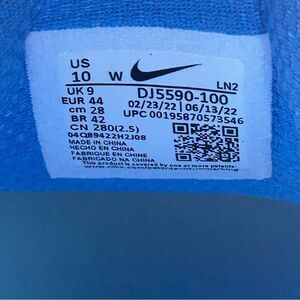 US
10 W
LN2
UK 9
EUR 44
cm 28
BR 42
CN 280(2.5)
DJ5590-100
02/23/22 06/13/22
UPC 00195870573546
04Q89422H2J08
MADE IN CHINA
HECHO EN CHINA
FABRIQUE EN CHINE
FABRICADO NA CHINA